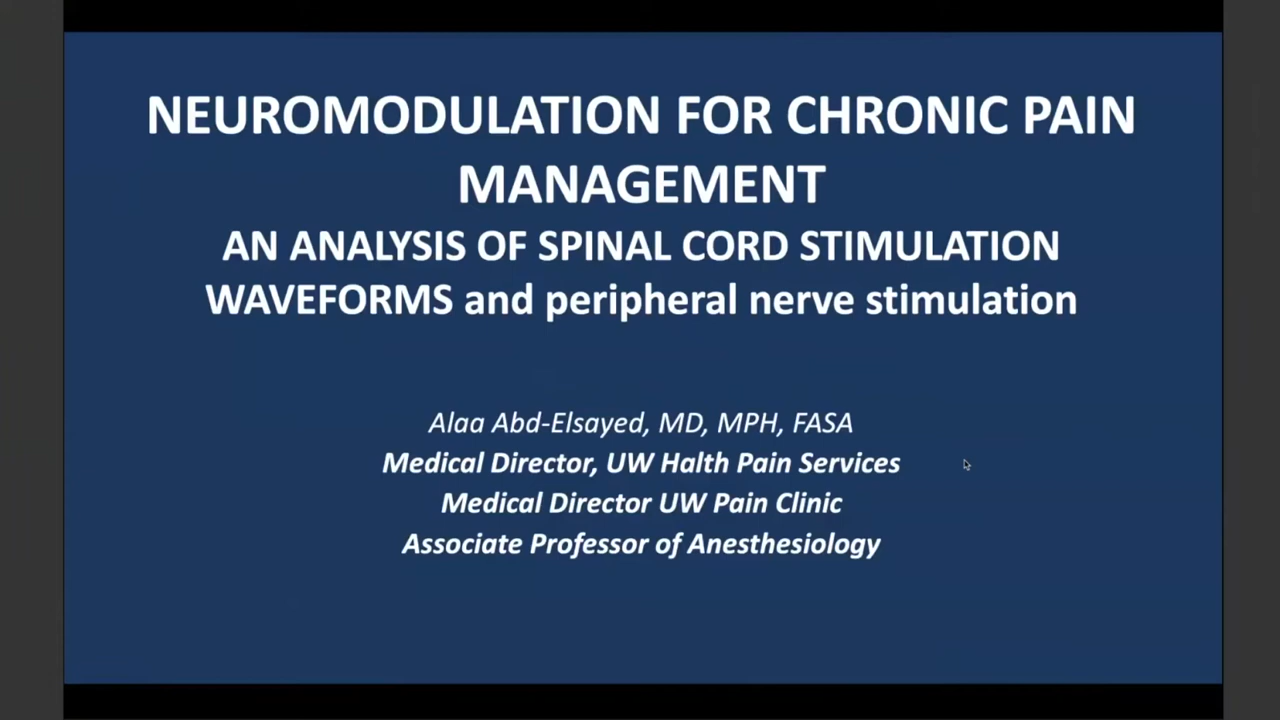 NEUROMODULATION FOR CHRONIC PAIN
MANAGEMENT
AN ANALYSIS OF SPINAL CORD STIMULATION
WAVEFORMS and peripheral nerve stimulation
Alaa Abd-Elsayed, MD, MPH, FASA
Medical Director, UW Halth Pain Services
Medical Director UW Pain Clinic
Associate Professor of Anesthesiology